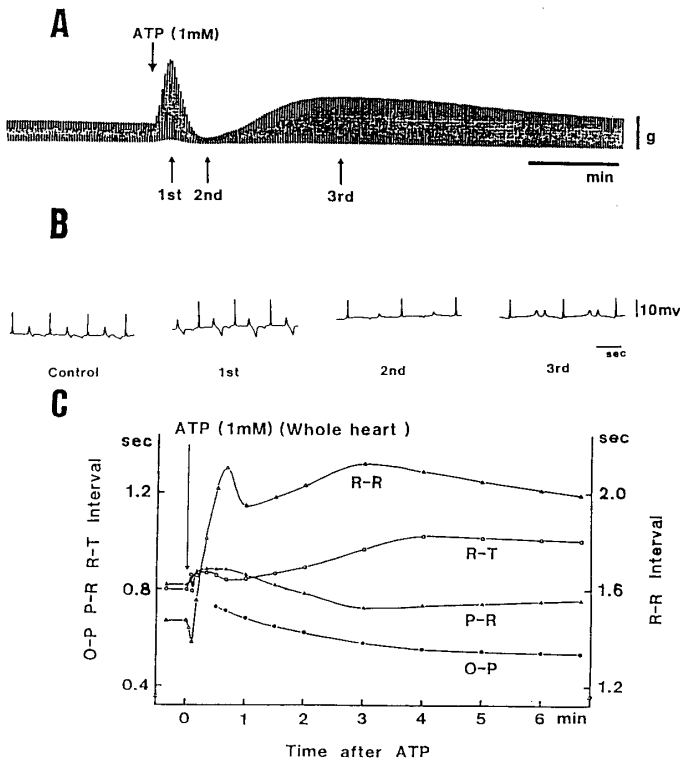 A
ATP (1mM)
g
1st 2nd 3rd
min
B
10mv
sec
Control 1st 2nd 3rd
C
sec ATP (1mM) (Whole heart) sec
1.2 2.0
0.8 1.6
0.4 1.2
O-P P-R R-T Interval
R-R Interval
R-R
R-T
P-R
O-P
0 1 2 3 4 5 6 min
Time after ATP